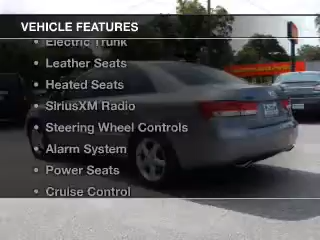 VEHICLE FEATURES
• Electric Trunk
• Leather Seats
• Heated Seats
• SiriusXM Radio
• Steering Wheel Controls
• Alarm System
• Power Seats
• Cruise Control